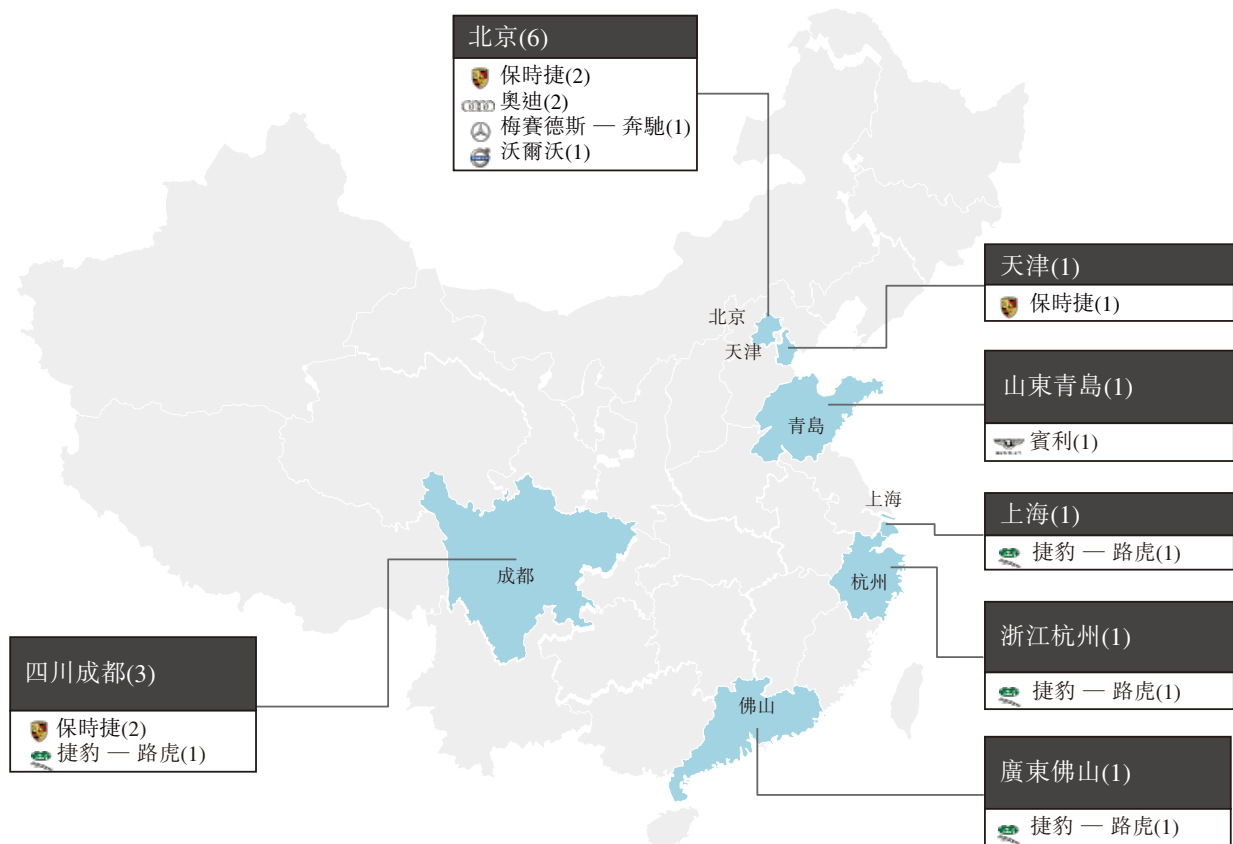 北京(6)
保時捷(2)
奧迪(2)
梅賽德斯 — 奔馳(1)
沃爾沃(1)
天津(1)
保時捷(1)
山東青島(1)
賓利(1)
上海(1)
捷豹 — 路虎(1)
浙江杭州(1)
捷豹 — 路虎(1)
廣東佛山(1)
捷豹 — 路虎(1)
四川成都(3)
保時捷(2)
捷豹 — 路虎(1)
北京
天津
青島
上海
杭州
成都
佛山